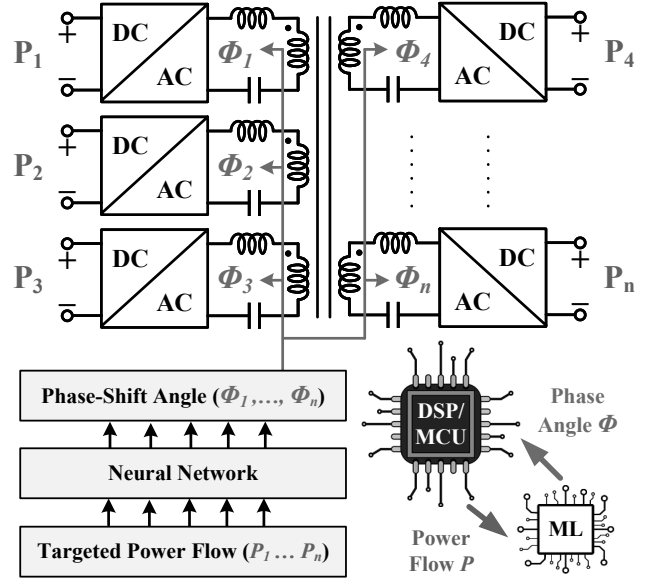 P1
+
−
DC
AC
Φ1
Φ4
DC
AC
+
−
P4
P2
+
−
DC
AC
Φ2
P3
+
−
DC
AC
Φ3
Φn
DC
AC
+
−
Pn
Phase-Shift Angle (Φ1 ,…, Φn)
Neural Network
Targeted Power Flow (P1 … Pn)
DSP/
MCU
Phase
Angle Φ
Power
Flow P
ML